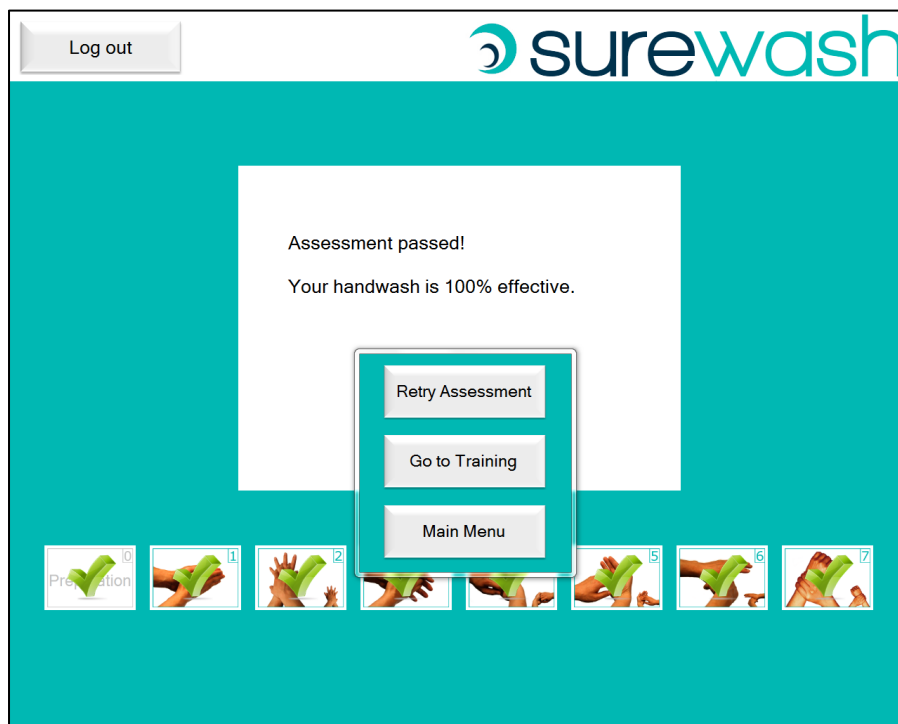 Log out
surewash
Assessment passed!
Your handwash is 100% effective.
Retry Assessment
Go to Training
Main Menu
0
1
2
5
6
7